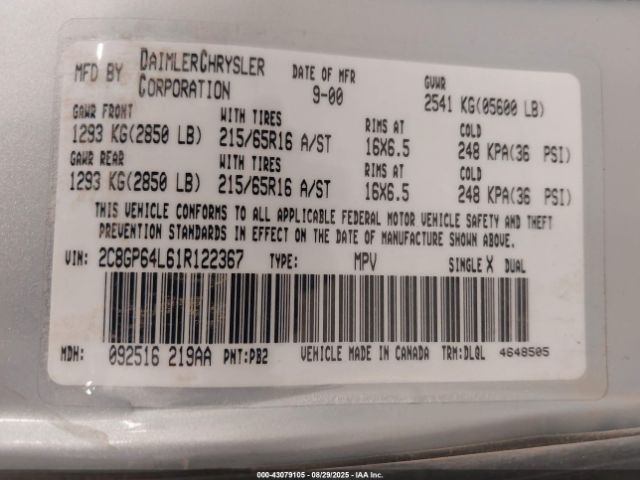 MFD BY DAIMLERCHRYSLER CORPORATION DATE OF MFR 9-00 GVWR 2541 KG(05600 LB)
GAWR FRONT WITH TIRES RIMS AT COLD
1293 KG(2850 LB) 215/65R16 A/ST 16X6.5 248 KPA(36 PSI)
GAWR REAR WITH TIRES RIMS AT COLD
1293 KG(2850 LB) 215/65R16 A/ST 16X6.5 248 KPA(36 PSI)
THIS VEHICLE CONFORMS TO ALL APPLICABLE FEDERAL MOTOR VEHICLE SAFETY AND THEFT
PREVENTION STANDARDS IN EFFECT ON THE DATE OF MANUFACTURE SHOWN ABOVE.
VIN: 2C8GP64L61R122367 TYPE: MPV SINGLE X DUAL
MDH: 092516 219AA PNT:PB2 VEHICLE MADE IN CANADA TRM:DLQL 4648505
000-43079105 - 08/29/2025 - IAA Inc.